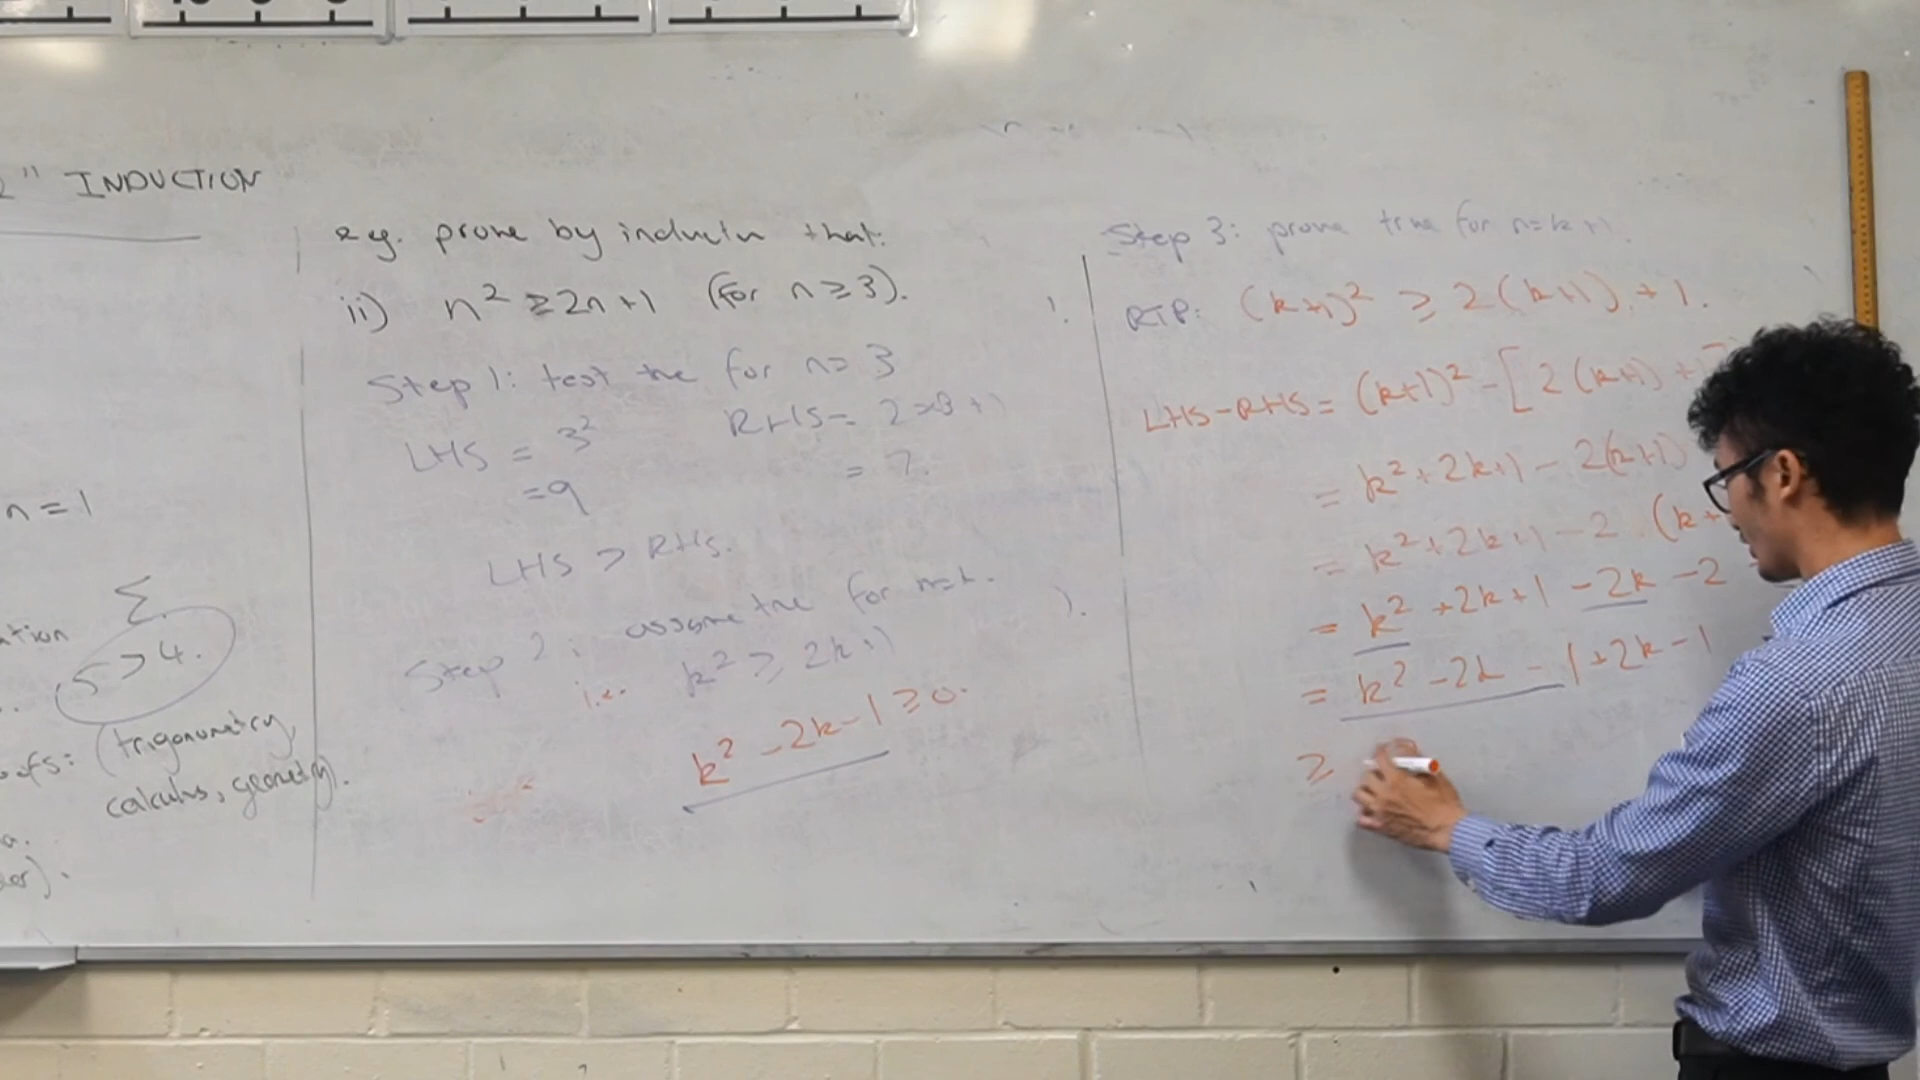 " INDUCTION
n=1
Σ
5>4.
(trigonometry,
calculus, geometry).
e.g. prove by inductn that:
ii) n² ≥ 2n+1 (for n≥3).
Step 1: test true for n=3
LHS = 3²
=9
RHS = 2×3+1
= 7.
LHS > RHS.
Step 2: assume true for n=k.
i.e. k² ≥ 2k+1
k² -2k-1 ≥0.
Step 3: prove true for n=k+1.
RTP: (k+1)² ≥ 2(k+1)+1.
LHS-RHS = (k+1)² - [2(k+1)+
= k²+2k+1 - 2(k+1)
= k²+2k+1 -2 . (k+
= k² +2k+1 -2k -2
= k² -2k -1 +2k -1
≥